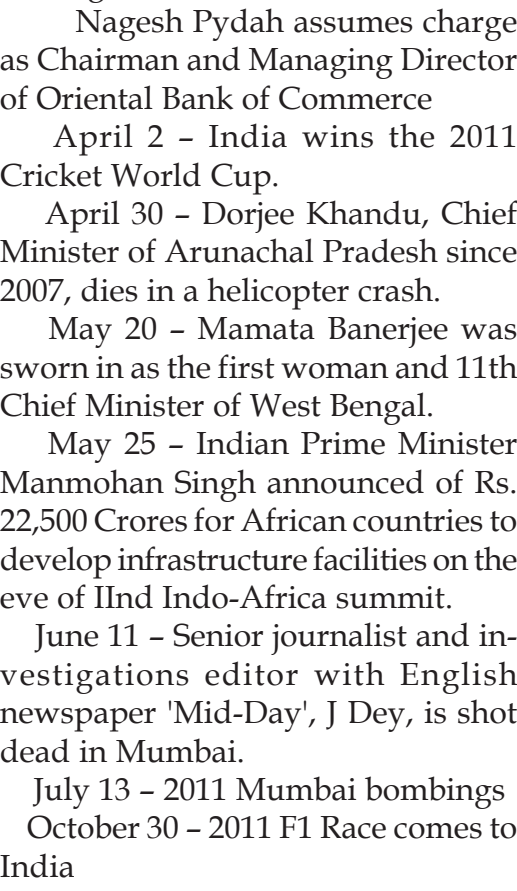 Nagesh Pydah assumes charge
as Chairman and Managing Director
of Oriental Bank of Commerce
April 2 – India wins the 2011
Cricket World Cup.
April 30 – Dorjee Khandu, Chief
Minister of Arunachal Pradesh since
2007, dies in a helicopter crash.
May 20 – Mamata Banerjee was
sworn in as the first woman and 11th
Chief Minister of West Bengal.
May 25 – Indian Prime Minister
Manmohan Singh announced of Rs.
22,500 Crores for African countries to
develop infrastructure facilities on the
eve of IInd Indo-Africa summit.
June 11 – Senior journalist and in-
vestigations editor with English
newspaper 'Mid-Day', J Dey, is shot
dead in Mumbai.
July 13 – 2011 Mumbai bombings
October 30 – 2011 F1 Race comes to
India